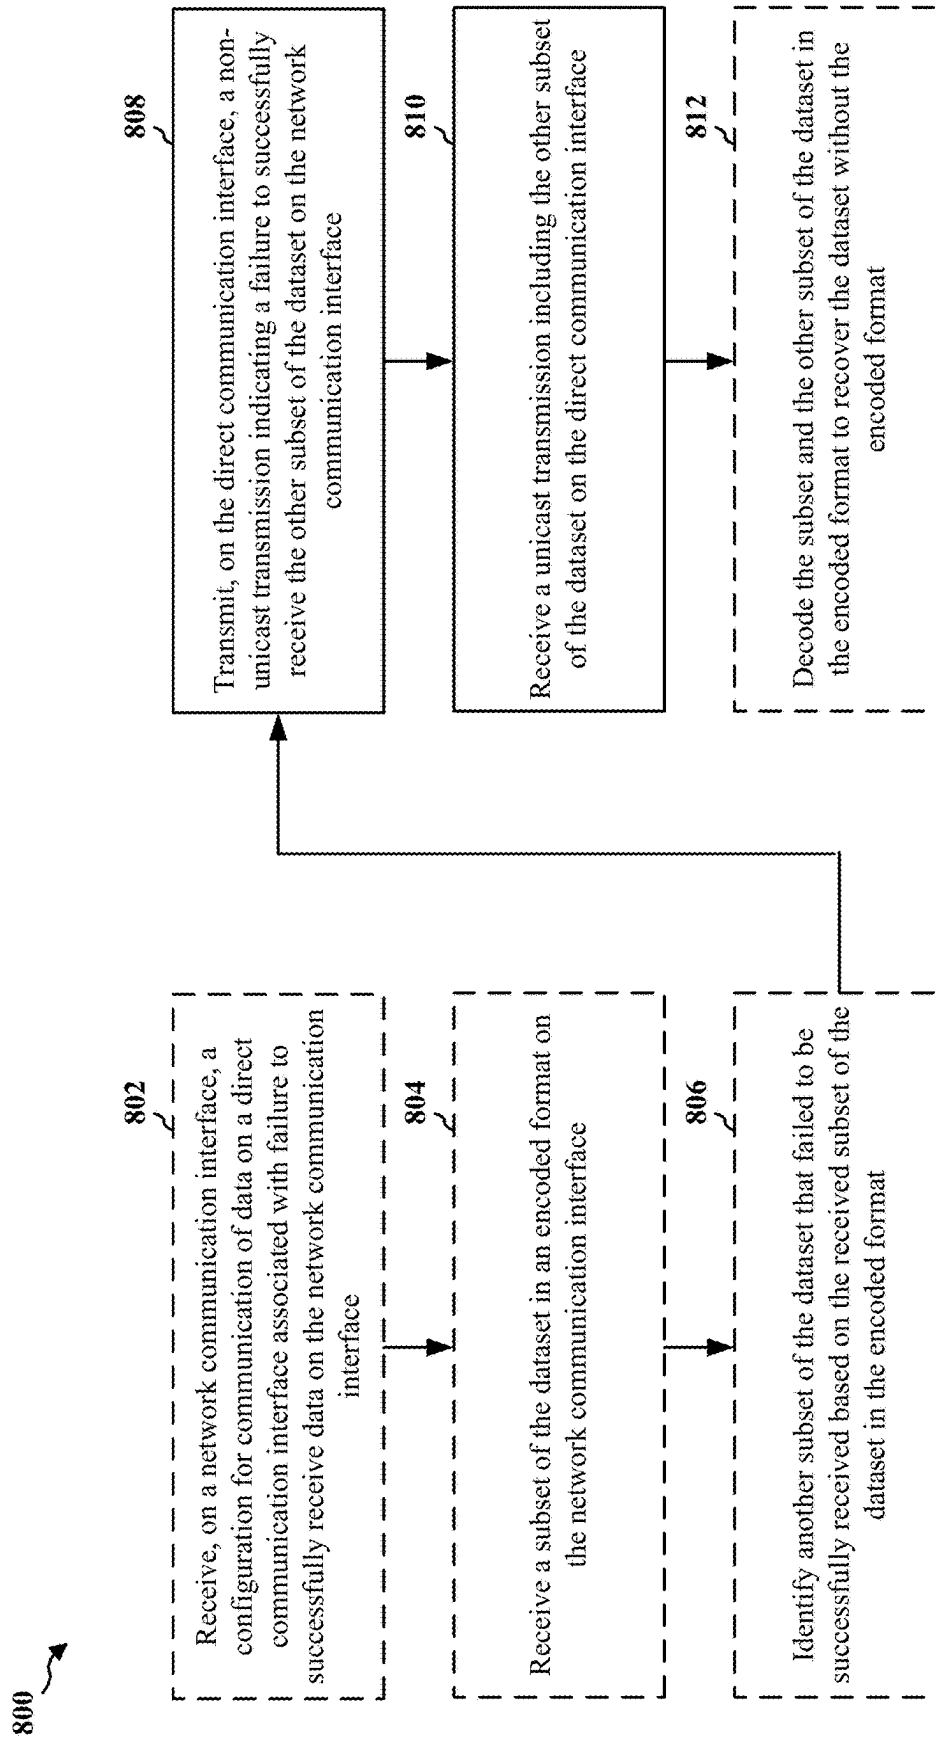 800
802
Receive, on a network communication interface, a
configuration for communication of data on a direct
communication interface associated with failure to
successfully receive data on the network communication
interface
804
Receive a subset of the dataset in an encoded format on
the network communication interface
806
Identify another subset of the dataset that failed to be
successfully received based on the received subset of the
dataset in the encoded format
808
Transmit, on the direct communication interface, a non-
unicast transmission indicating a failure to successfully
receive the other subset of the dataset on the network
communication interface
810
Receive a unicast transmission including the other subset
of the dataset on the direct communication interface
812
Decode the subset and the other subset of the dataset in
the encoded format to recover the dataset without the
encoded format